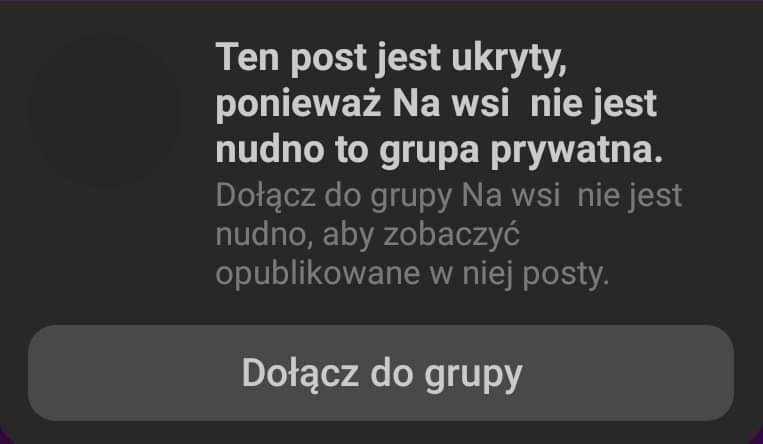 Ten post jest ukryty,
ponieważ Na wsi  nie jest
nudno to grupa prywatna.
Dołącz do grupy Na wsi  nie jest
nudno, aby zobaczyć
opublikowane w niej posty.
Dołącz do grupy